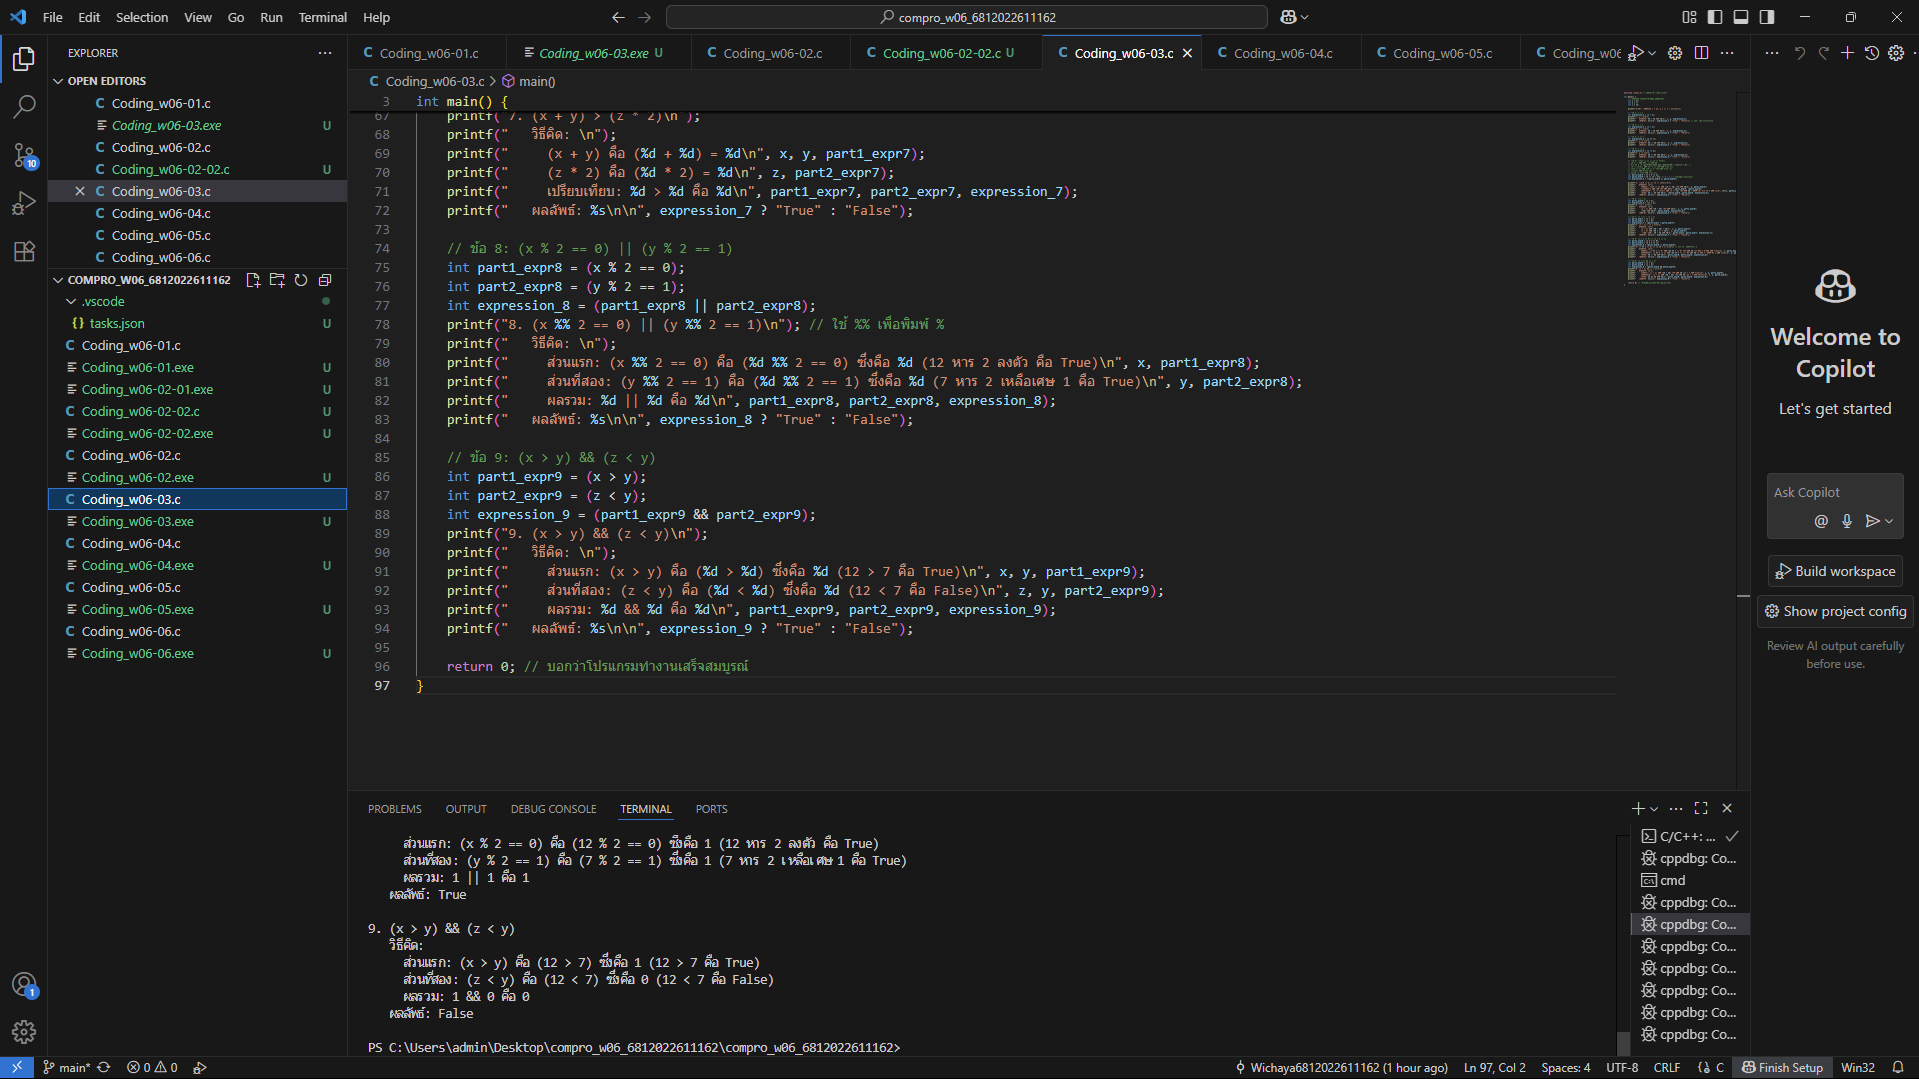 File Edit Selection View Go Run Terminal Help
compro_w06_6812022611162
EXPLORER
OPEN EDITORS
Coding_w06-01.c
Coding_w06-03.exe U
Coding_w06-02.c
Coding_w06-02-02.c U
Coding_w06-03.c
Coding_w06-04.c
Coding_w06-05.c
Coding_w06-06.c
COMPRO_W06_6812022611162
.vscode
tasks.json U
Coding_w06-01.c
Coding_w06-01.exe U
Coding_w06-02-01.exe U
Coding_w06-02-02.c U
Coding_w06-02-02.exe U
Coding_w06-02.c
Coding_w06-02.exe U
Coding_w06-03.c
Coding_w06-03.exe U
Coding_w06-04.c
Coding_w06-04.exe U
Coding_w06-05.c
Coding_w06-05.exe U
Coding_w06-06.c
Coding_w06-06.exe U
Coding_w06-01.c Coding_w06-03.exe U Coding_w06-02.c Coding_w06-02-02.c U Coding_w06-03.c Coding_w06-04.c Coding_w06-05.c Coding_w06
Coding_w06-03.c > main()
3 int main() {
67 printf("7. (x + y) > (z * 2)\n");
68 printf("   วิธีคิด: \n");
69 printf("     (x + y) คือ (%d + %d) = %d\n", x, y, part1_expr7);
70 printf("     (z * 2) คือ (%d * 2) = %d\n", z, part2_expr7);
71 printf("     เปรียบเทียบ: %d > %d คือ %d\n", part1_expr7, part2_expr7, expression_7);
72 printf("   ผลลัพธ์: %s\n\n", expression_7 ? "True" : "False");
73
74 // ข้อ 8: (x % 2 == 0) || (y % 2 == 1)
75 int part1_expr8 = (x % 2 == 0);
76 int part2_expr8 = (y % 2 == 1);
77 int expression_8 = (part1_expr8 || part2_expr8);
78 printf("8. (x %% 2 == 0) || (y %% 2 == 1)\n"); // ใช้ %% เพื่อพิมพ์ %
79 printf("   วิธีคิด: \n");
80 printf("     ส่วนแรก: (x %% 2 == 0) คือ (%d %% 2 == 0) ซึ่งคือ %d (12 หาร 2 ลงตัว คือ True)\n", x, part1_expr8);
81 printf("     ส่วนที่สอง: (y %% 2 == 1) คือ (%d %% 2 == 1) ซึ่งคือ %d (7 หาร 2 เหลือเศษ 1 คือ True)\n", y, part2_expr8);
82 printf("     ผลรวม: %d || %d คือ %d\n", part1_expr8, part2_expr8, expression_8);
83 printf("   ผลลัพธ์: %s\n\n", expression_8 ? "True" : "False");
84
85 // ข้อ 9: (x > y) && (z < y)
86 int part1_expr9 = (x > y);
87 int part2_expr9 = (z < y);
88 int expression_9 = (part1_expr9 && part2_expr9);
89 printf("9. (x > y) && (z < y)\n");
90 printf("   วิธีคิด: \n");
91 printf("     ส่วนแรก: (x > y) คือ (%d > %d) ซึ่งคือ %d (12 > 7 คือ True)\n", x, y, part1_expr9);
92 printf("     ส่วนที่สอง: (z < y) คือ (%d < %d) ซึ่งคือ %d (12 < 7 คือ False)\n", z, y, part2_expr9);
93 printf("     ผลรวม: %d && %d คือ %d\n", part1_expr9, part2_expr9, expression_9);
94 printf("   ผลลัพธ์: %s\n\n", expression_9 ? "True" : "False");
95
96 return 0; // บอกว่าโปรแกรมทำงานเสร็จสมบูรณ์
97 }
PROBLEMS OUTPUT DEBUG CONSOLE TERMINAL PORTS
ส่วนแรก: (x % 2 == 0) คือ (12 % 2 == 0) ซึ่งคือ 1 (12 หาร 2 ลงตัว คือ True)
ส่วนที่สอง: (y % 2 == 1) คือ (7 % 2 == 1) ซึ่งคือ 1 (7 หาร 2 เหลือเศษ 1 คือ True)
ผลรวม: 1 || 1 คือ 1
ผลลัพธ์: True
9. (x > y) && (z < y)
วิธีคิด:
ส่วนแรก: (x > y) คือ (12 > 7) ซึ่งคือ 1 (12 > 7 คือ True)
ส่วนที่สอง: (z < y) คือ (12 < 7) ซึ่งคือ 0 (12 < 7 คือ False)
ผลรวม: 1 && 0 คือ 0
ผลลัพธ์: False
PS C:\Users\admin\Desktop\compro_w06_6812022611162\compro_w06_6812022611162>
C/C++: ...
cppdbg: Co...
cmd
cppdbg: Co...
cppdbg: Co...
cppdbg: Co...
cppdbg: Co...
cppdbg: Co...
cppdbg: Co...
cppdbg: Co...
Welcome to
Copilot
Let's get started
Ask Copilot
Build workspace
Show project config
Review AI output carefully
before use.
10
1
main* 0 0
Wichaya6812022611162 (1 hour ago) Ln 97, Col 2 Spaces: 4 UTF-8 CRLF {} C Finish Setup Win32